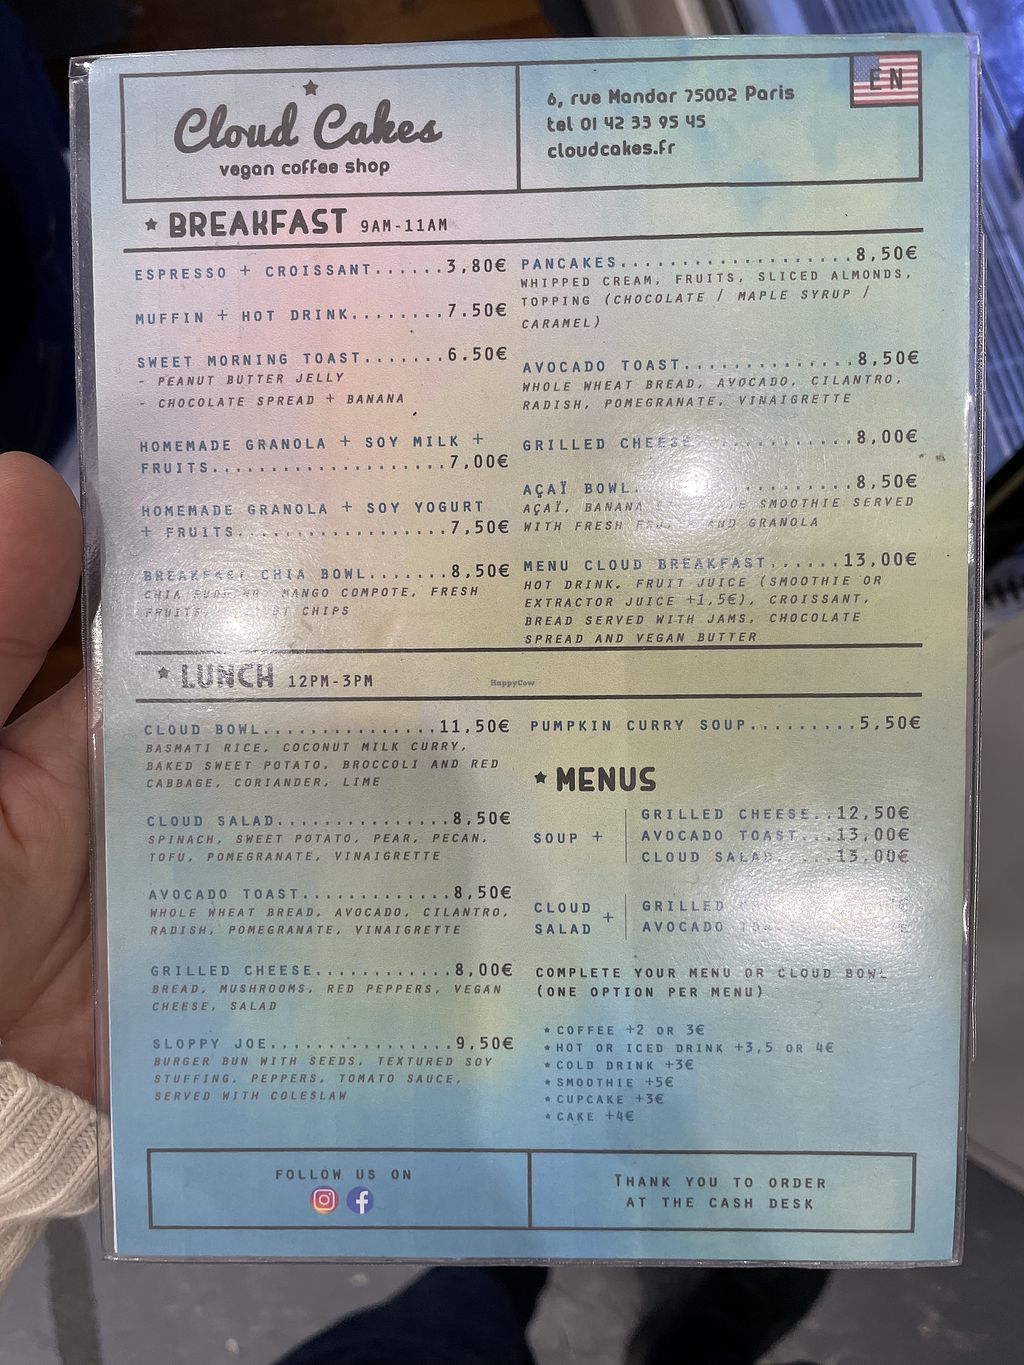 Cloud Cakes
vegan coffee shop
6, rue Mandar 75002 Paris
tel 01 42 33 95 45
cloudcakes.fr
EN
BREAKFAST 9AM-11AM
ESPRESSO + CROISSANT......3,80€
MUFFIN + HOT DRINK........7.50€
SWEET MORNING TOAST.......6.50€
- PEANUT BUTTER JELLY
- CHOCOLATE SPREAD + BANANA
HOMEMADE GRANOLA + SOY MILK +
FRUITS....................7,00€
HOMEMADE GRANOLA + SOY YOGURT
+ FRUITS..................7,50€
BREAKFAST CHIA BOWL.......8,50€
CHIA PUDDING, MANGO COMPOTE, FRESH
FRUITS, CHIPS
PANCAKES....................8,50€
WHIPPED CREAM, FRUITS, SLICED ALMONDS,
TOPPING (CHOCOLATE / MAPLE SYRUP /
CARAMEL)
AVOCADO TOAST...............8,50€
WHOLE WHEAT BREAD, AVOCADO, CILANTRO,
RADISH, POMEGRANATE, VINAIGRETTE
GRILLED CHEESE..............8,00€
AÇAÏ BOWL...................8,50€
AÇAÏ, BANANA SMOOTHIE SERVED
WITH FRESH FRUITS AND GRANOLA
MENU CLOUD BREAKFAST......13,00€
HOT DRINK, FRUIT JUICE (SMOOTHIE OR
EXTRACTOR JUICE +1,5€), CROISSANT,
BREAD SERVED WITH JAMS, CHOCOLATE
SPREAD AND VEGAN BUTTER
LUNCH 12PM-3PM
HappyCow
CLOUD BOWL...............11,50€
BASMATI RICE, COCONUT MILK CURRY,
BAKED SWEET POTATO, BROCCOLI AND RED
CABBAGE, CORIANDER, LIME
CLOUD SALAD...............8,50€
SPINACH, SWEET POTATO, PEAR, PECAN,
TOFU, POMEGRANATE, VINAIGRETTE
AVOCADO TOAST.............8,50€
WHOLE WHEAT BREAD, AVOCADO, CILANTRO,
RADISH, POMEGRANATE, VINAIGRETTE
GRILLED CHEESE............8,00€
BREAD, MUSHROOMS, RED PEPPERS, VEGAN
CHEESE, SALAD
SLOPPY JOE................9,50€
BURGER BUN WITH SEEDS, TEXTURED SOY
STUFFING, PEPPERS, TOMATO SAUCE,
SERVED WITH COLESLAW
PUMPKIN CURRY SOUP.........5,50€
MENUS
SOUP +
GRILLED CHEESE..12,50€
AVOCADO TOAST...13,00€
CLOUD SALAD.....13,00€
CLOUD
SALAD +
GRILLED
AVOCADO
COMPLETE YOUR MENU OR CLOUD BOWL
(ONE OPTION PER MENU)
COFFEE +2 OR 3€
HOT OR ICED DRINK +3,5 OR 4€
COLD DRINK +3€
SMOOTHIE +5€
CUPCAKE +3€
CAKE +4€
FOLLOW US ON
THANK YOU TO ORDER
AT THE CASH DESK